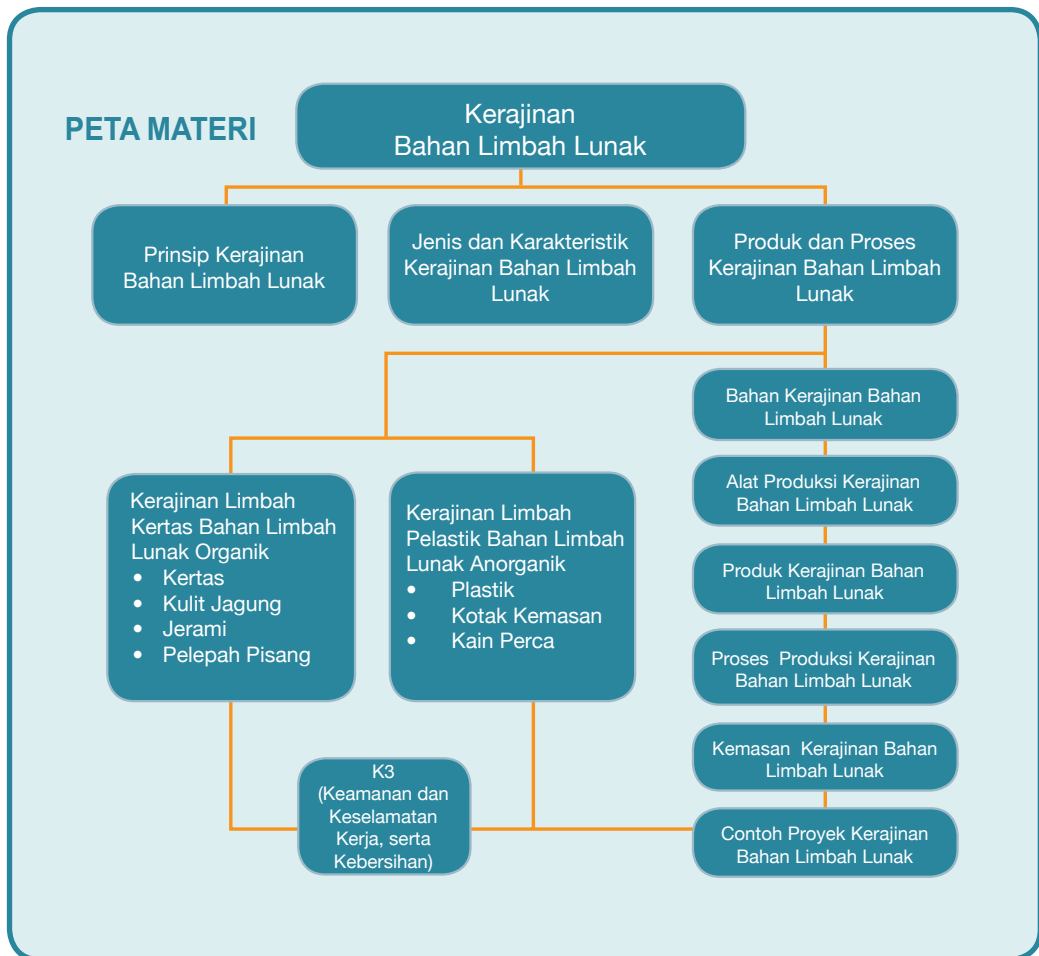 PETA MATERI
Kerajinan
Bahan Limbah Lunak
Prinsip Kerajinan
Bahan Limbah Lunak
Jenis dan Karakteristik
Kerajinan Bahan Limbah
Lunak
Produk dan Proses
Kerajinan Bahan Limbah
Lunak
Kerajinan Limbah
Kertas Bahan Limbah
Lunak Organik
• Kertas
• Kulit Jagung
• Jerami
• Pelepah Pisang
Kerajinan Limbah
Pelastik Bahan Limbah
Lunak Anorganik
• Plastik
• Kotak Kemasan
• Kain Perca
Bahan Kerajinan Bahan
Limbah Lunak
Alat Produksi Kerajinan
Bahan Limbah Lunak
Produk Kerajinan Bahan
Limbah Lunak
Proses Produksi Kerajinan
Bahan Limbah Lunak
Kemasan Kerajinan Bahan
Limbah Lunak
Contoh Proyek Kerajinan
Bahan Limbah Lunak
K3
(Keamanan dan
Keselamatan
Kerja, serta
Kebersihan)